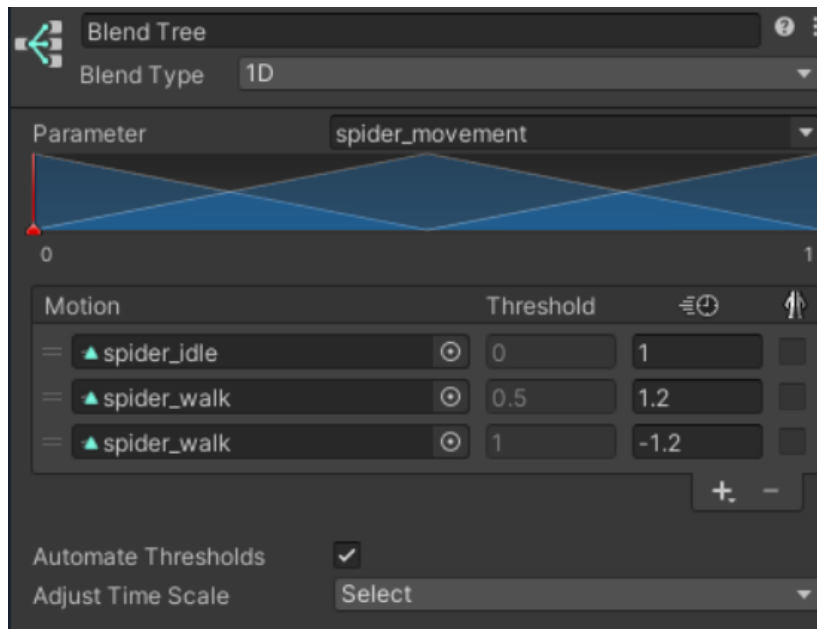 Blend Tree
Blend Type 1D
Parameter spider_movement
0 1
Motion Threshold
spider_idle 0 1
spider_walk 0.5 1.2
spider_walk 1 -1.2
+ -
Automate Thresholds
Adjust Time Scale Select